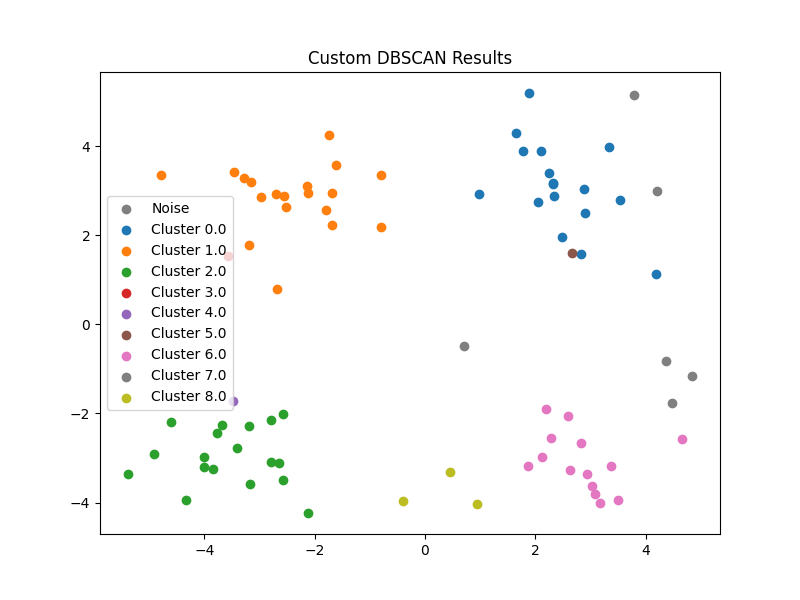 Custom DBSCAN Results
4
2
0
−2
−4
Noise
Cluster 0.0
Cluster 1.0
Cluster 2.0
Cluster 3.0
Cluster 4.0
Cluster 5.0
Cluster 6.0
Cluster 7.0
Cluster 8.0
−4 −2 0 2 4